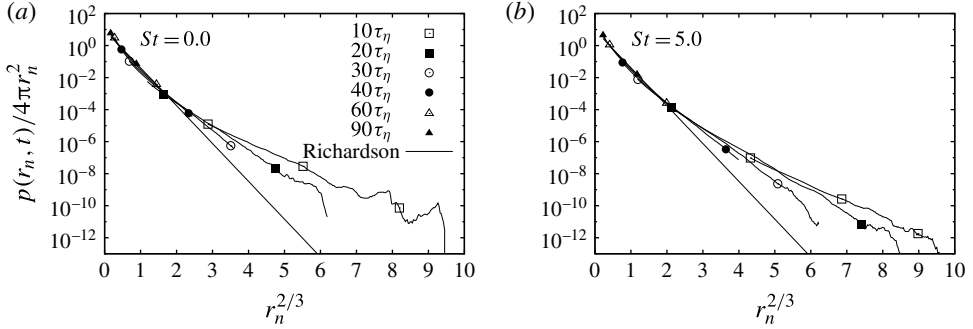 (a)
10^2
10^0
10^−2
10^−4
10^−6
10^−8
10^−10
10^−12
p(r_n, t)/4πr_n^2
St = 0.0
10τ_η
20τ_η
30τ_η
40τ_η
60τ_η
90τ_η
Richardson
0 1 2 3 4 5 6 7 8 9 10
r_n^{2/3}
(b)
10^2
10^0
10^−2
10^−4
10^−6
10^−8
10^−10
10^−12
St = 5.0
0 1 2 3 4 5 6 7 8 9 10
r_n^{2/3}